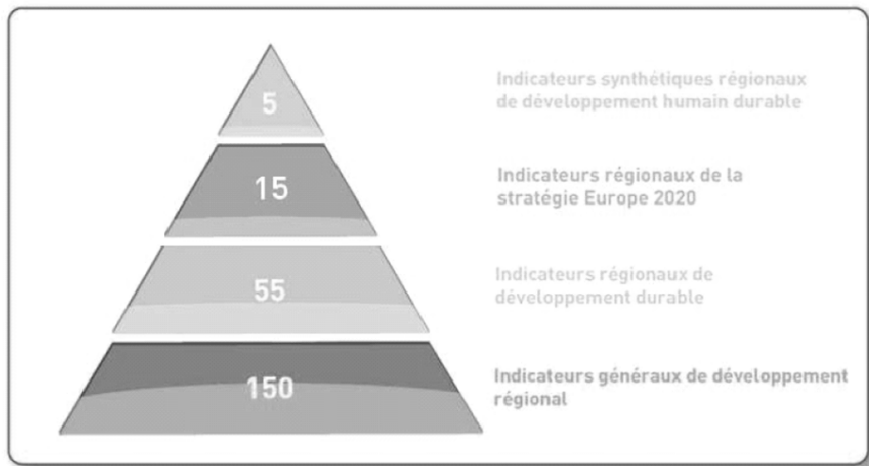 5
Indicateurs synthétiques régionaux
de développement humain durable
15
Indicateurs régionaux de la
stratégie Europe 2020
55
Indicateurs régionaux de
développement durable
150
Indicateurs généraux de développement
régional